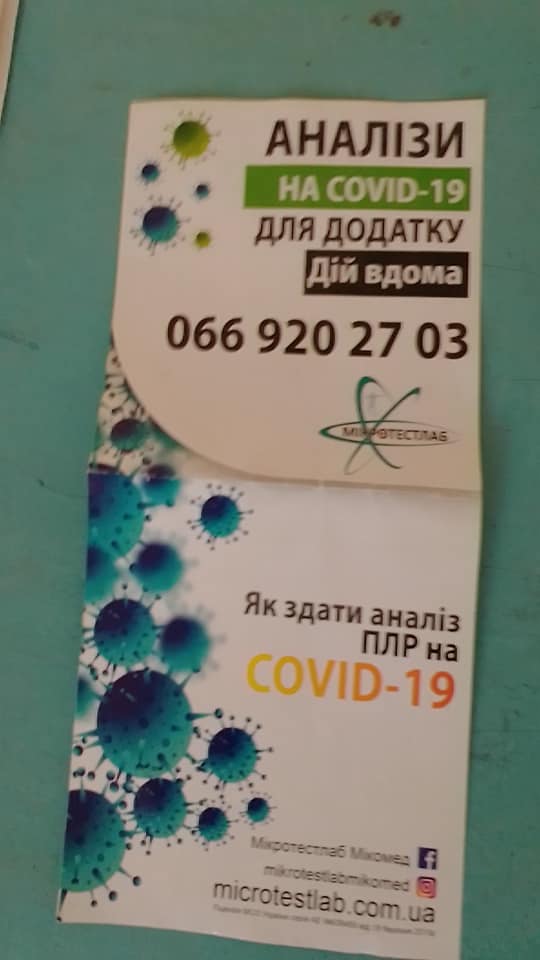 АНАЛІЗИ
НА COVID-19
ДЛЯ ДОДАТКУ
Дій вдома
066 920 27 03
МІКРОТЕСТЛАБ
Як здати аналіз
ПЛР на
COVID-19
Мікротестлаб Мікомед
mikrotestlabmikomed
microtestlab.com.ua